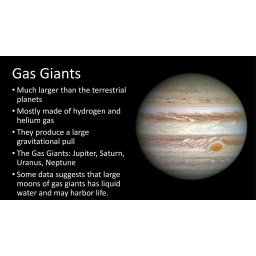 Gas Giants
• Much larger than the terrestrial
planets
• Mostly made of hydrogen and
helium gas
• They produce a large
gravitational pull
• The Gas Giants: Jupiter, Saturn,
Uranus, Neptune
• Some data suggests that large
moons of gas giants has liquid
water and may harbor life.